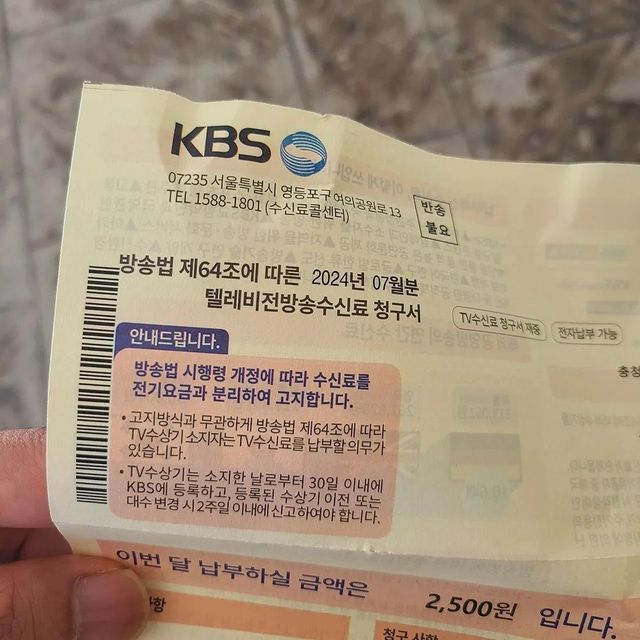 KBS
07235 서울특별시 영등포구 여의공원로 13
TEL 1588-1801 (수신료콜센터)
반송
불요
방송법 제64조에 따른 2024년 07월분
텔레비전방송수신료 청구서
TV수신료 청구서 재중
전자납부 가능
안내드립니다.
방송법 시행령 개정에 따라 수신료를
전기요금과 분리하여 고지합니다.
• 고지방식과 무관하게 방송법 제64조에 따라
TV수상기 소지자는 TV수신료를 납부할 의무가
있습니다.
• TV수상기는 소지한 날로부터 30일 이내에
KBS에 등록하고, 등록된 수상기 이전 또는
대수 변경 시 2주일 이내에 신고하여야 합니다.
충청
이번 달 납부하실 금액은 2,500원 입니다.
사항
청구 사항